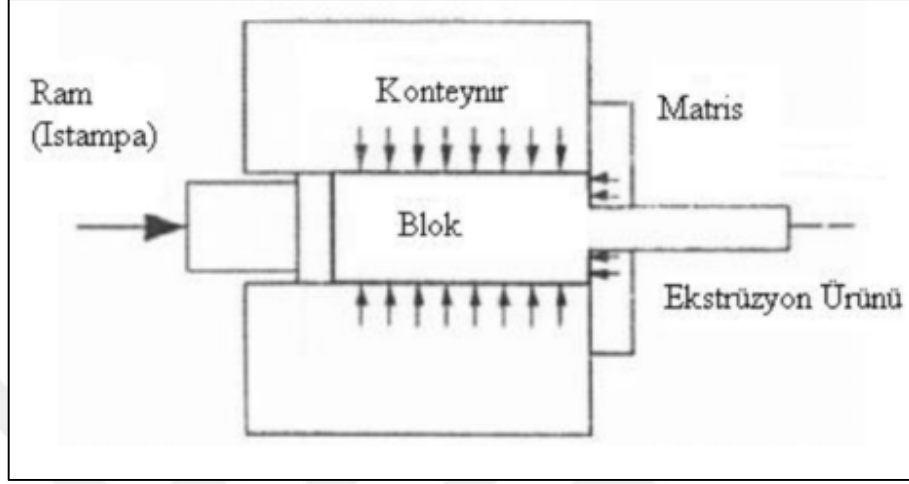 Ram
(Istampa)
Konteynır
Matris
Blok
Ekstrüzyon Ürünü